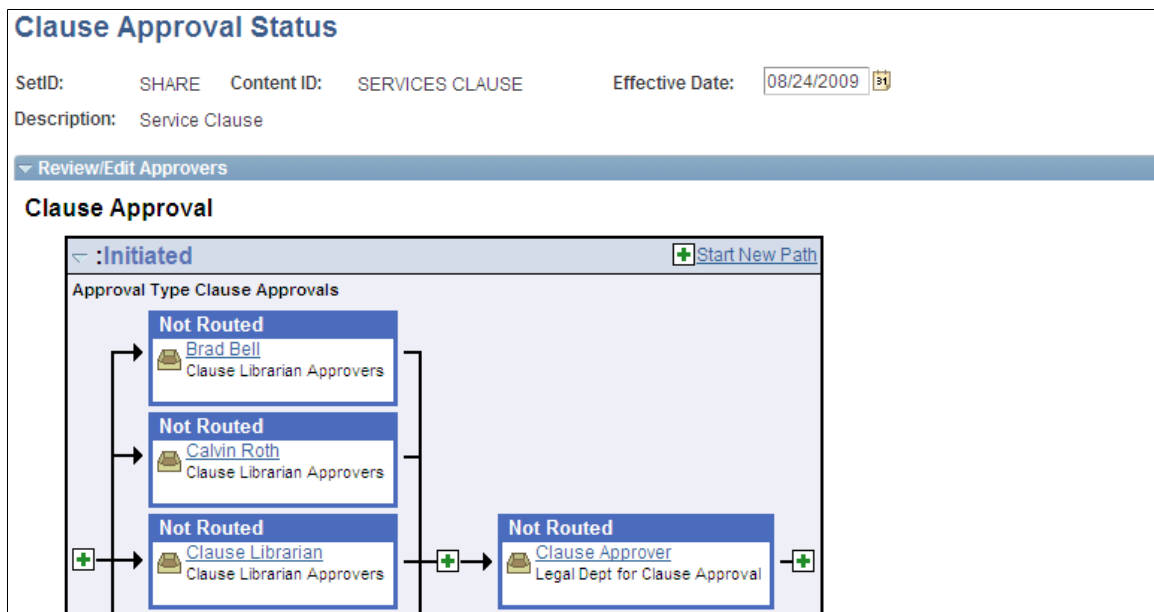 Clause Approval Status
SetID: SHARE Content ID: SERVICES CLAUSE Effective Date: 08/24/2009 31
Description: Service Clause
Review/Edit Approvers
Clause Approval
:Initiated Start New Path
Approval Type Clause Approvals
Not Routed
Brad Bell
Clause Librarian Approvers
Not Routed
Calvin Roth
Clause Librarian Approvers
Not Routed
Clause Librarian
Clause Librarian Approvers
Not Routed
Clause Approver
Legal Dept for Clause Approval